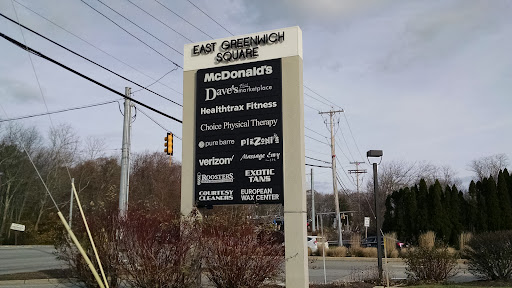 EAST GREENWICH
SQUARE
McDonald's
Dave's marketplace
Healthtrax Fitness
Choice Physical Therapy
pure barre PizZoni's
verizon Massage Envy
ROOSTERS EXOTIC
TANS
COURTESY EUROPEAN
CLEANERS WAX CENTER